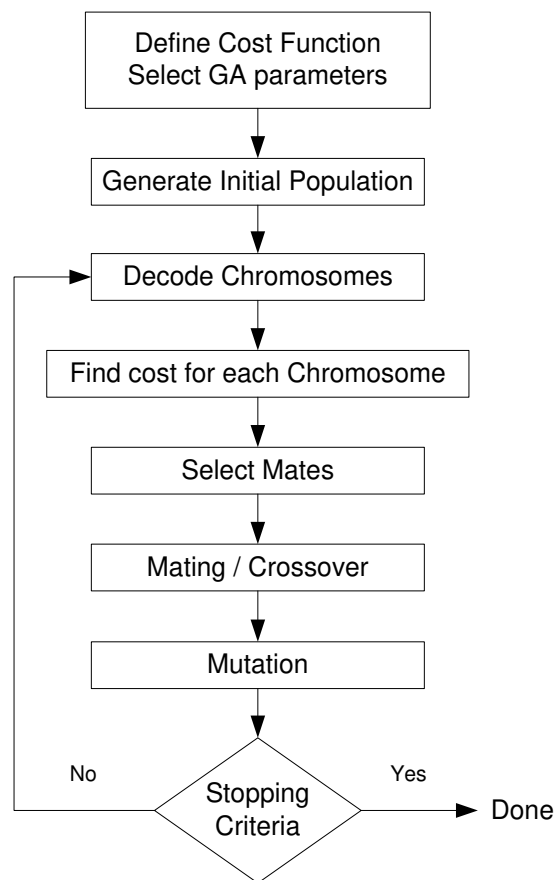 Define Cost Function
Select GA parameters
Generate Initial Population
Decode Chromosomes
Find cost for each Chromosome
Select Mates
Mating / Crossover
Mutation
No
Yes
Stopping
Criteria
Done